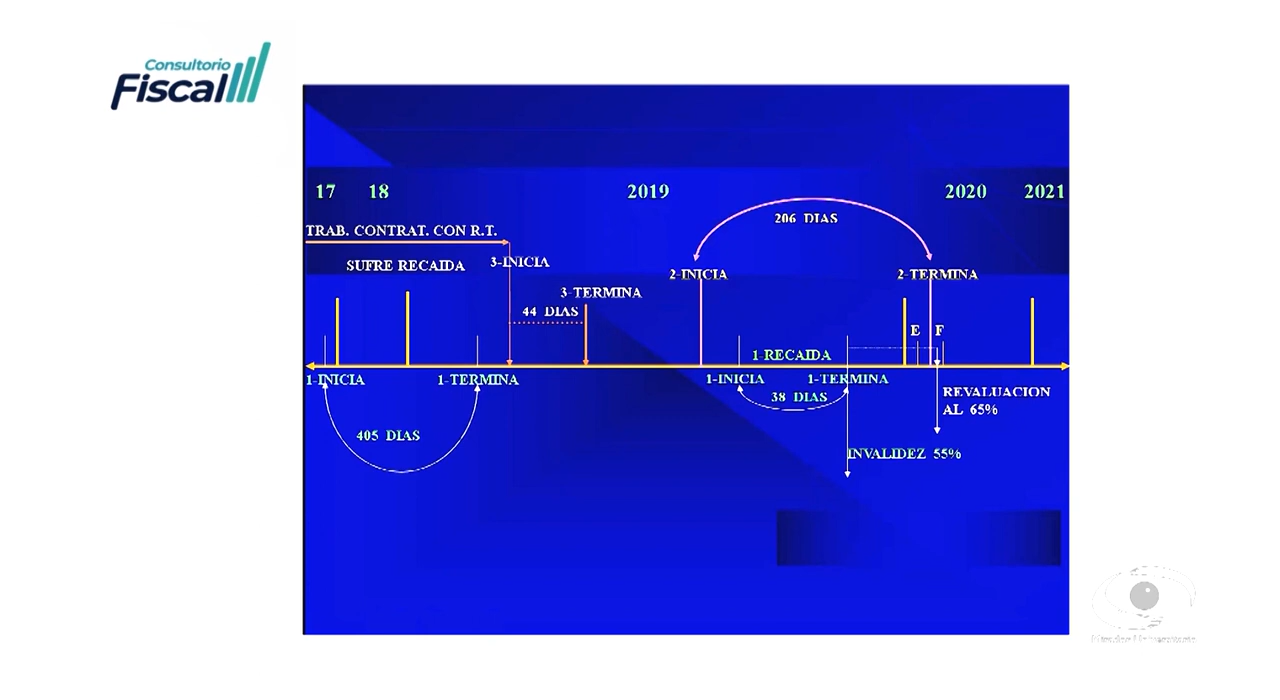 Consultorio
Fiscal
17 18 2019 2020 2021
206 DIAS
TRAB. CONTRAT. CON R.T.
SUFRE RECAIDA
3-INICIA
2-INICIA
2-TERMINA
3-TERMINA
44 DIAS
E F
1-RECAIDA
1-INICIA
1-TERMINA
1-INICIA
1-TERMINA
38 DIAS
REVALUACION
AL 65%
405 DIAS
INVALIDEZ 55%